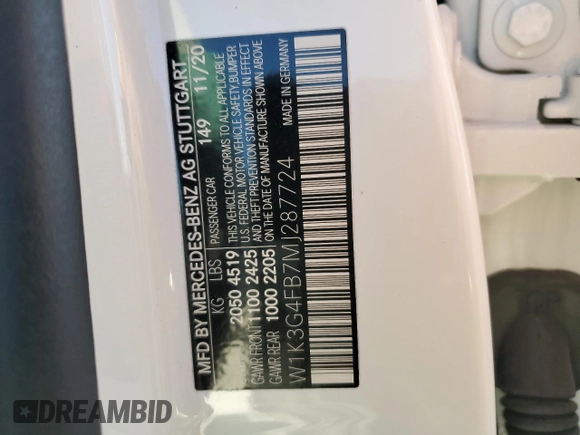 MFD BY MERCEDES-BENZ AG STUTTGART
149 11/20
KG LBS
PASSENGER CAR
2050 4519
GAWR FRONT 1100 2425
GAWR REAR 1000 2205
THIS VEHICLE CONFORMS TO ALL APPLICABLE
U.S. FEDERAL MOTOR VEHICLE SAFETY, BUMPER
AND THEFT PREVENTION STANDARDS IN EFFECT
ON THE DATE OF MANUFACTURE SHOWN ABOVE
MADE IN GERMANY
W1K3G4FB7MJ287724
DREAMBID